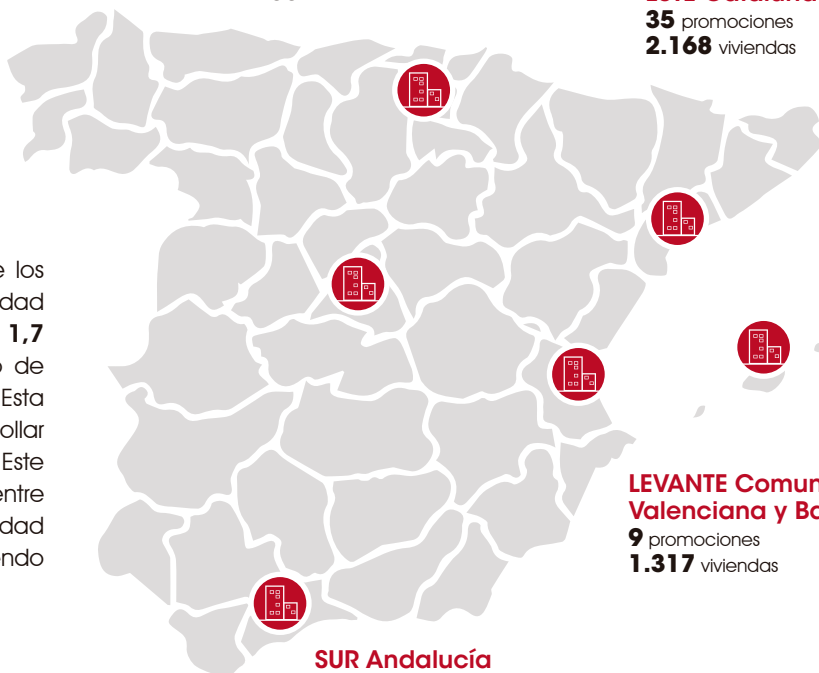 35 promociones
2.168 viviendas
e los
dad
1,7
de
Esta
ollar
Este
entre
dad
endo
LEVANTE Comun
Valenciana y Ba
9 promociones
1.317 viviendas
SUR Andalucía